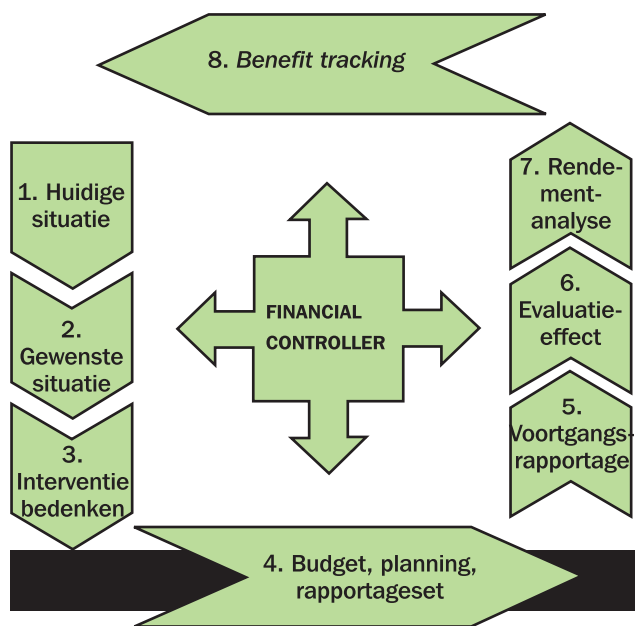 8. Benefit tracking
1. Huidige
situatie
2.
Gewenste
situatie
3.
Interventie
bedenken
FINANCIAL
CONTROLLER
7. Rende-
ment-
analyse
6.
Evaluatie-
effect
5.
Voortgangs-
rapportage
4. Budget, planning,
rapportageset